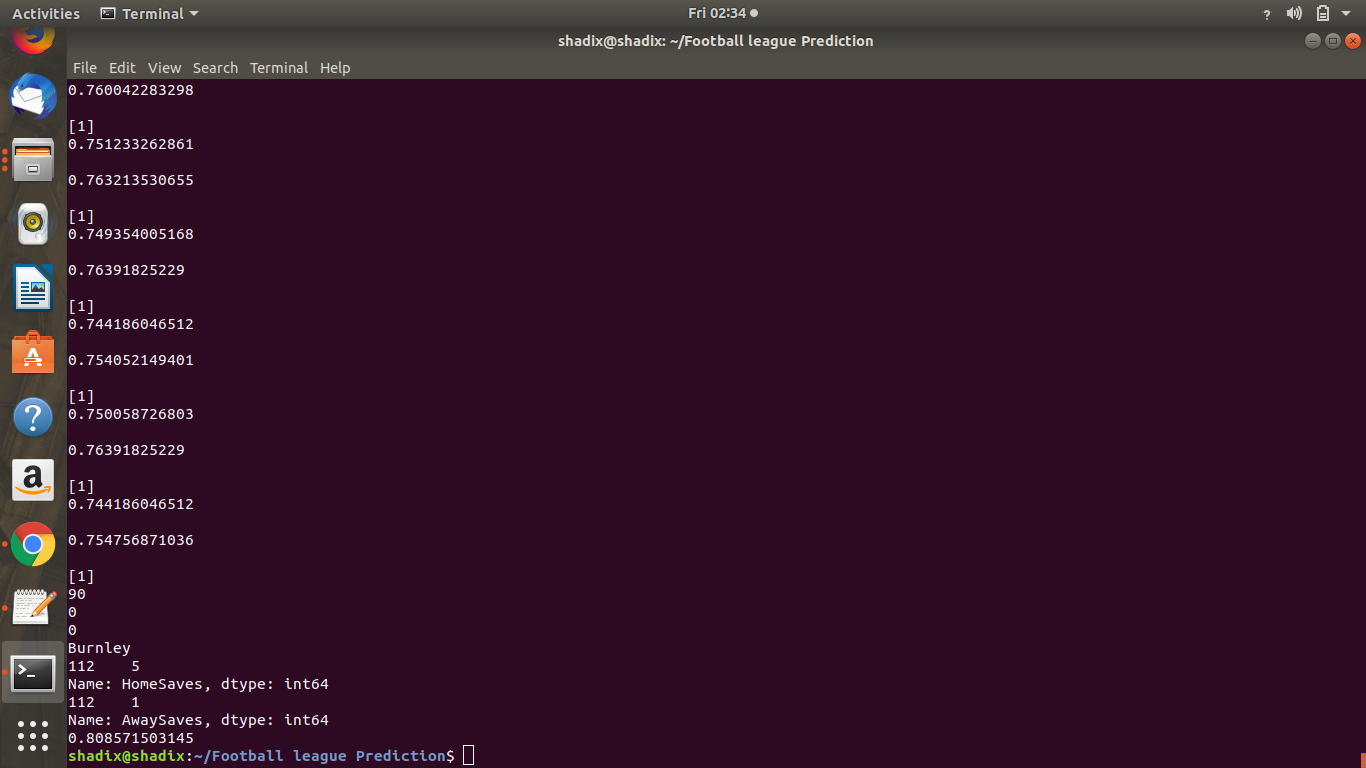 Activities Terminal Fri 02:34 ?
shadix@shadix: ~/Football league Prediction
File Edit View Search Terminal Help
0.760042283298
[1]
0.751233262861
0.763213530655
[1]
0.749354005168
0.76391825229
[1]
0.744186046512
0.754052149401
[1]
0.750058726803
0.76391825229
[1]
0.744186046512
0.754756871036
[1]
90
0
0
Burnley
112    5
Name: HomeSaves, dtype: int64
112    1
Name: AwaySaves, dtype: int64
0.808571503145
shadix@shadix:~/Football league Prediction$
A
?
a
>_